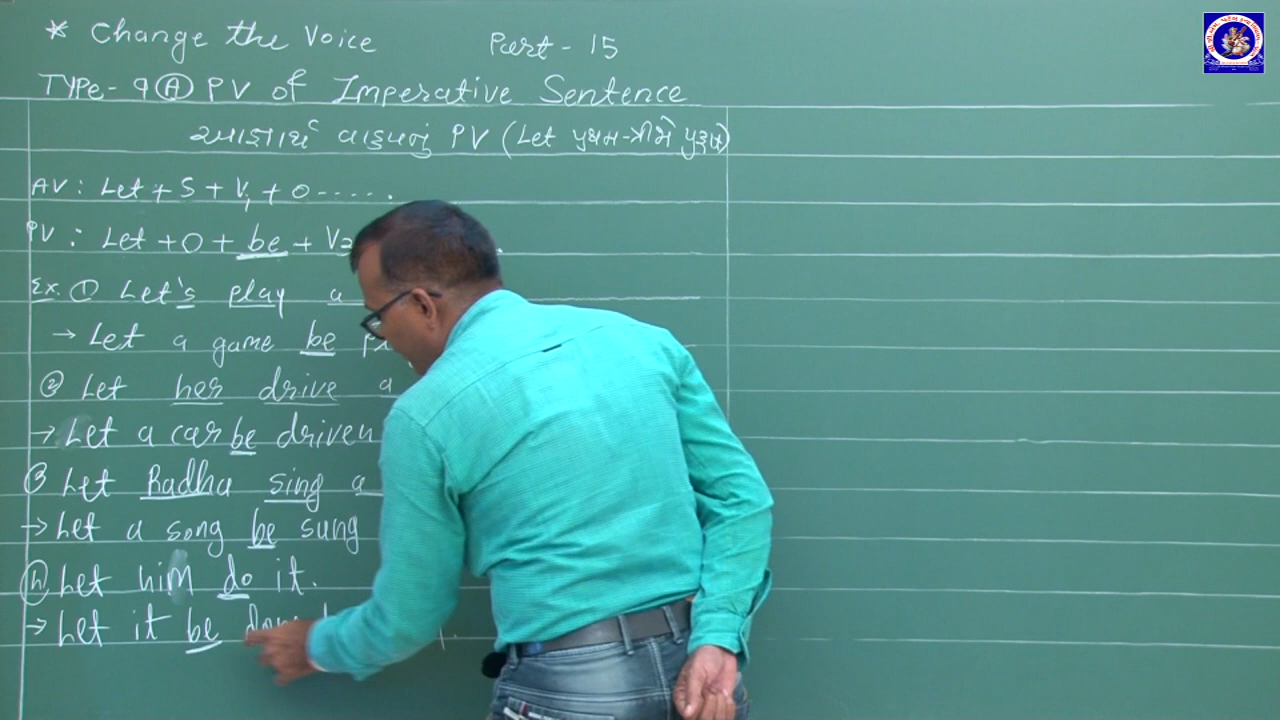 * Change the Voice Part - 15
TYPE - 9 (A) PV of Imperative Sentence
આજ્ઞાર્થ વાક્યનું PV (Let
AV : Let + S + V1 + O ......
PV : Let + O + be + V3
Ex. ① Let's play a
→ Let a game be
② Let her drive a
→ Let a car be driven
③ Let Radha sing a
→ Let a song be sung
④ Let him do it.
→ Let it be